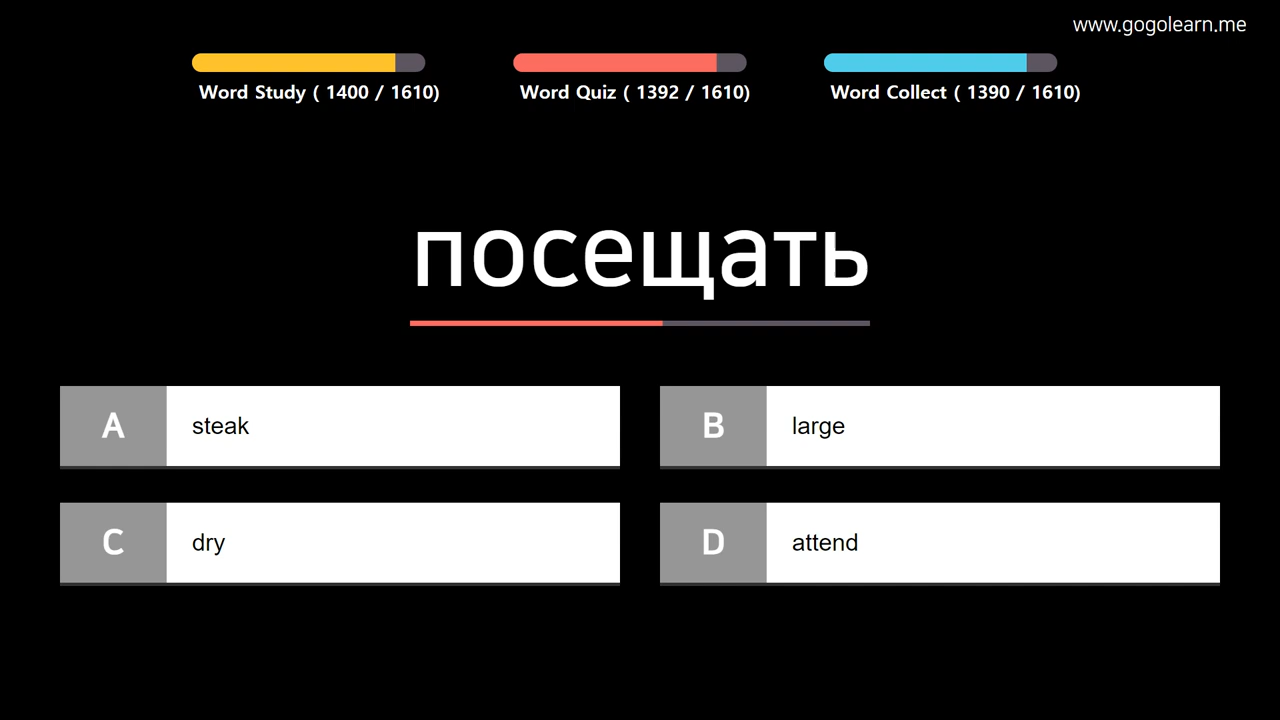 www.gogolearn.me
Word Study ( 1400 / 1610)
Word Quiz ( 1392 / 1610)
Word Collect ( 1390 / 1610)
посещать
A steak
B large
C dry
D attend